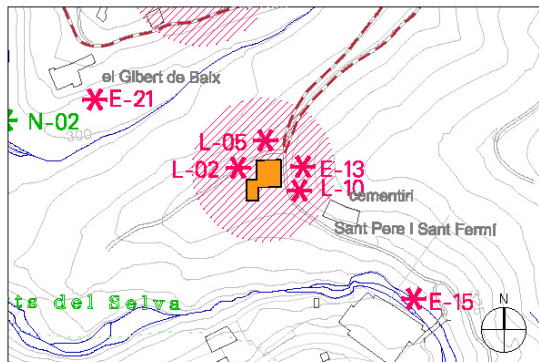 el Gibert de Baix
E-21
N-02
300
L-05
L-02
E-13
L-10
cementiri
Sant Pere I Sant Fermí
ts del Selva
E-15
N